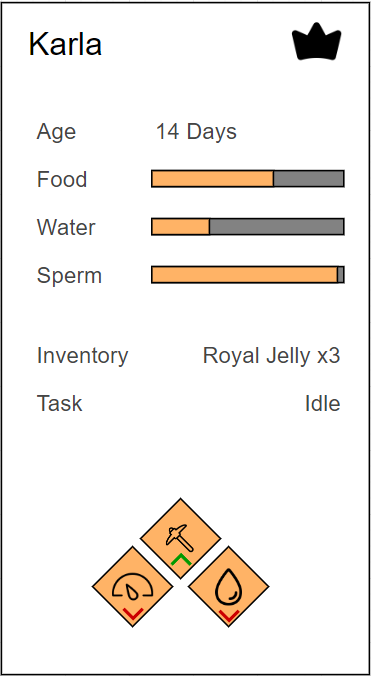 Karla
Age 14 Days
Food
Water
Sperm
Inventory Royal Jelly x3
Task Idle